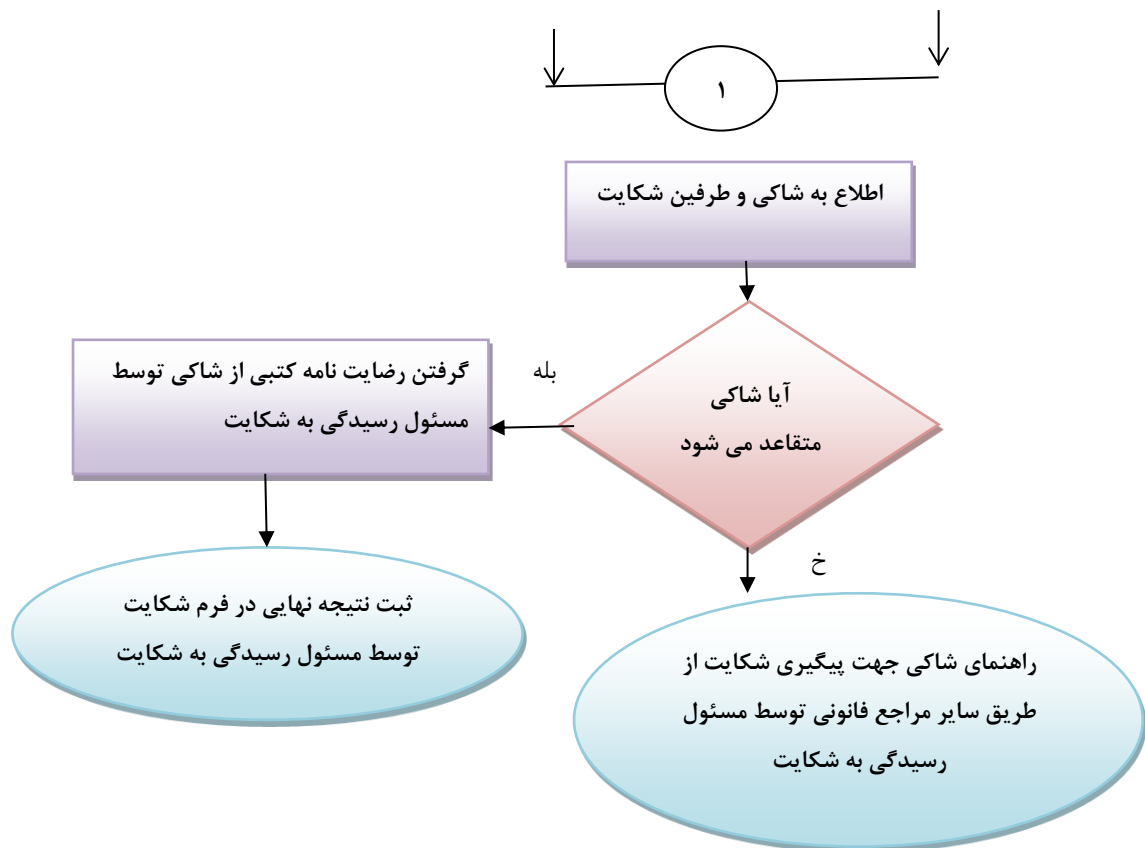 ۱
اطلاع به شاکی و طرفین شکایت
آیا شاکی
متقاعد می شود
بله
گرفتن رضایت نامه کتبی از شاکی توسط
مسئول رسیدگی به شکایت
ثبت نتیجه نهایی در فرم شکایت
توسط مسئول رسیدگی به شکایت
خ
راهنمای شاکی جهت پیگیری شکایت از
طریق سایر مراجع قانونی توسط مسئول
رسیدگی به شکایت